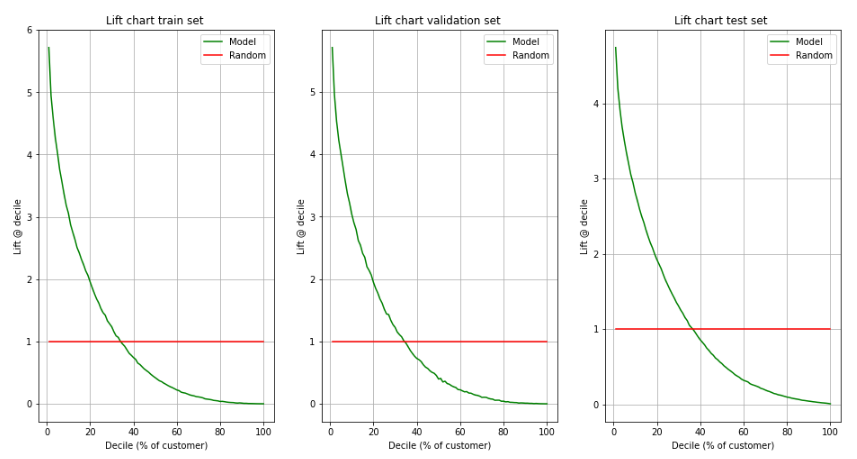 Lift chart train set
6
5
4
3
2
1
0
Lift @ decile
0 20 40 60 80 100
Decile (% of customer)
Model
Random
Lift chart validation set
5
4
3
2
1
0
Lift @ decile
0 20 40 60 80 100
Decile (% of customer)
Model
Random
Lift chart test set
4
3
2
1
0
Lift @ decile
0 20 40 60 80 100
Decile (% of customer)
Model
Random